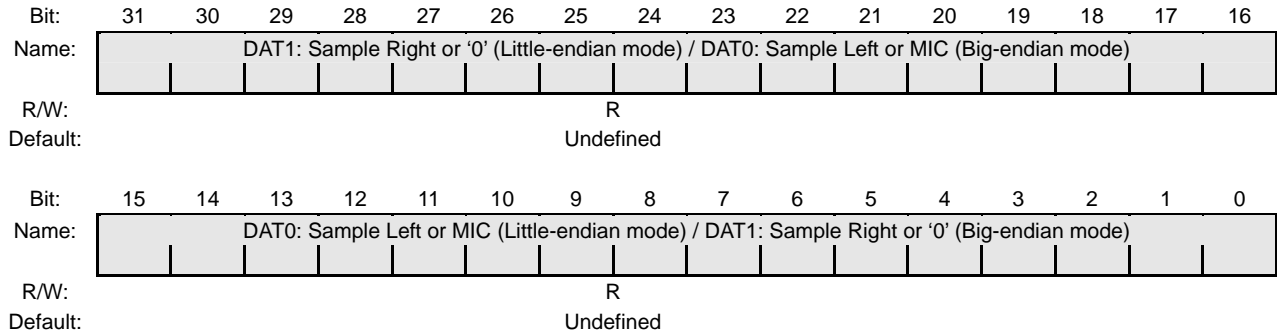 Bit: 31 30 29 28 27 26 25 24 23 22 21 20 19 18 17 16
Name: DAT1: Sample Right or ‘0’ (Little-endian mode) / DAT0: Sample Left or MIC (Big-endian mode)
R/W: R
Default: Undefined
Bit: 15 14 13 12 11 10 9 8 7 6 5 4 3 2 1 0
Name: DAT0: Sample Left or MIC (Little-endian mode) / DAT1: Sample Right or ‘0’ (Big-endian mode)
R/W: R
Default: Undefined